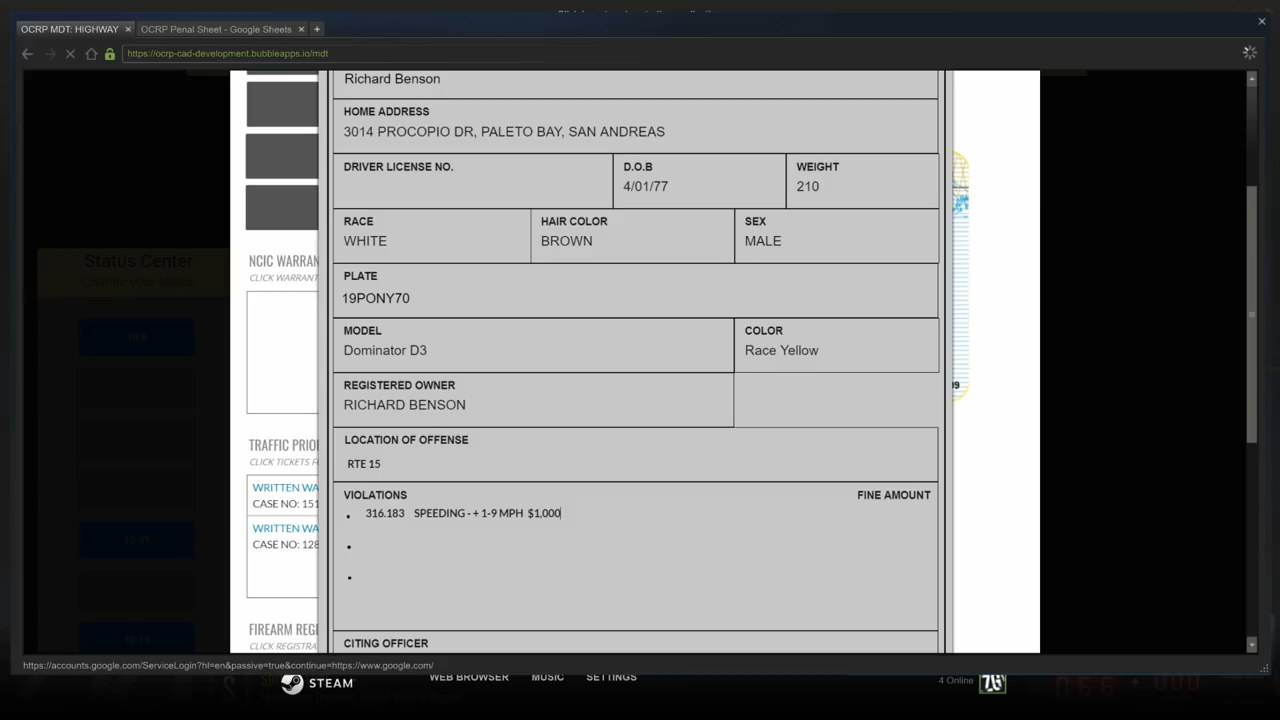 OCRP MDT: HIGHWAY
OCRP Penal Sheet - Google Sheets
https://ocrp-cad-development.bubbleapps.io/mdt
Richard Benson
HOME ADDRESS
3014 PROCOPIO DR, PALETO BAY, SAN ANDREAS
DRIVER LICENSE NO.
D.O.B
WEIGHT
4/01/77
210
RACE
HAIR COLOR
SEX
WHITE
BROWN
MALE
Status Center
NCIC WARRAN
CLICK WARRANT
PLATE
19PONY70
MODEL
COLOR
Dominator D3
Race Yellow
REGISTERED OWNER
RICHARD BENSON
LOCATION OF OFFENSE
RTE 15
TRAFFIC PRIOR
CLICK TICKETS F
WRITTEN WA
CASE NO: 151
WRITTEN WA
CASE NO: 128
VIOLATIONS
FINE AMOUNT
316.183 SPEEDING - + 1-9 MPH $1,000
FIREARM REGI
CLICK REGISTRA
CITING OFFICER
https://accounts.google.com/ServiceLogin?hl=en&passive=true&continue=https://www.google.com/
STEAM
WEB BROWSER
MUSIC
SETTINGS
4 Online